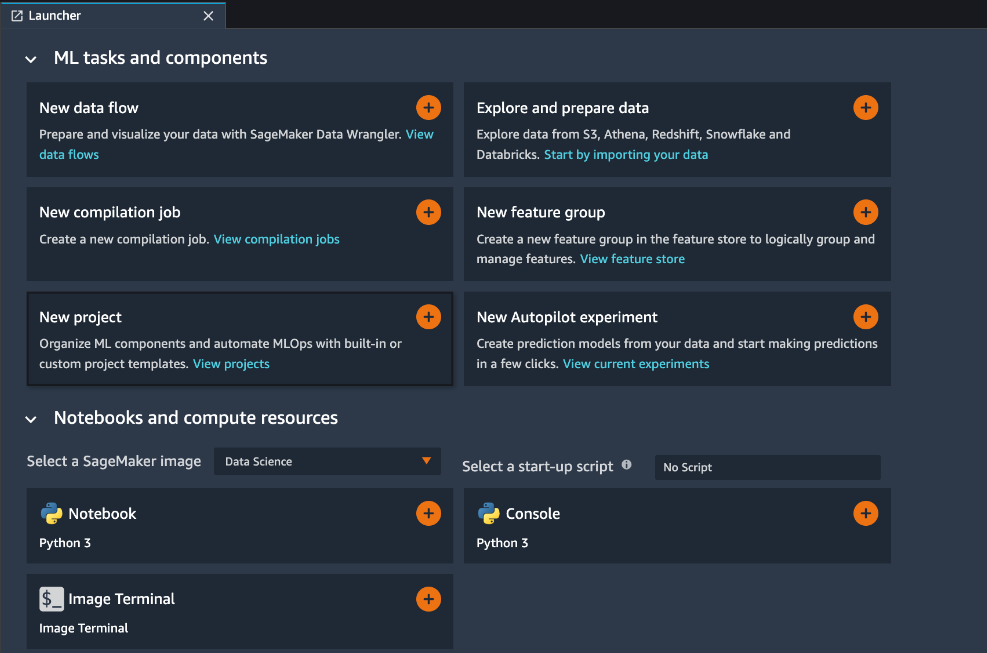 Launcher
ML tasks and components
New data flow
Prepare and visualize your data with SageMaker Data Wrangler. View
data flows
Explore and prepare data
Explore data from S3, Athena, Redshift, Snowflake and
Databricks. Start by importing your data
New compilation job
Create a new compilation job. View compilation jobs
New feature group
Create a new feature group in the feature store to logically group and
manage features. View feature store
New project
Organize ML components and automate MLOps with built-in or
custom project templates. View projects
New Autopilot experiment
Create prediction models from your data and start making predictions
in a few clicks. View current experiments
Notebooks and compute resources
Select a SageMaker image
Data Science
Select a start-up script
No Script
Notebook
Python 3
Console
Python 3
$_ Image Terminal
Image Terminal